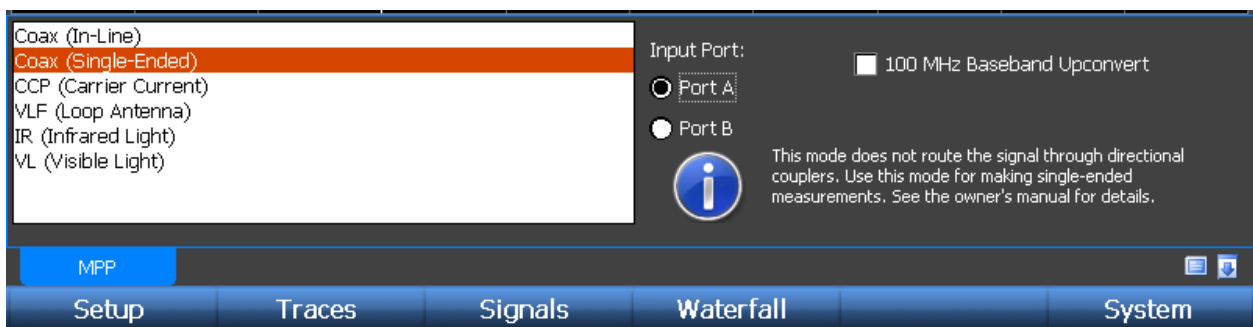 Coax (In-Line)
Coax (Single-Ended)
CCP (Carrier Current)
VLF (Loop Antenna)
IR (Infrared Light)
VL (Visible Light)
Input Port:
Port A
Port B
100 MHz Baseband Upconvert
This mode does not route the signal through directional
couplers. Use this mode for making single-ended
measurements. See the owner's manual for details.
MPP
Setup Traces Signals Waterfall System